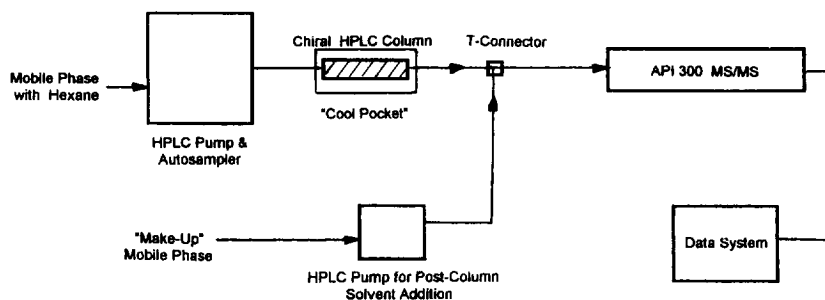 Chiral HPLC Column
T-Connector
Mobile Phase
with Hexane
API 300 MS/MS
"Cool Pocket"
HPLC Pump &
Autosampler
"Make-Up"
Mobile Phase
Data System
HPLC Pump for Post-Column
Solvent Addition